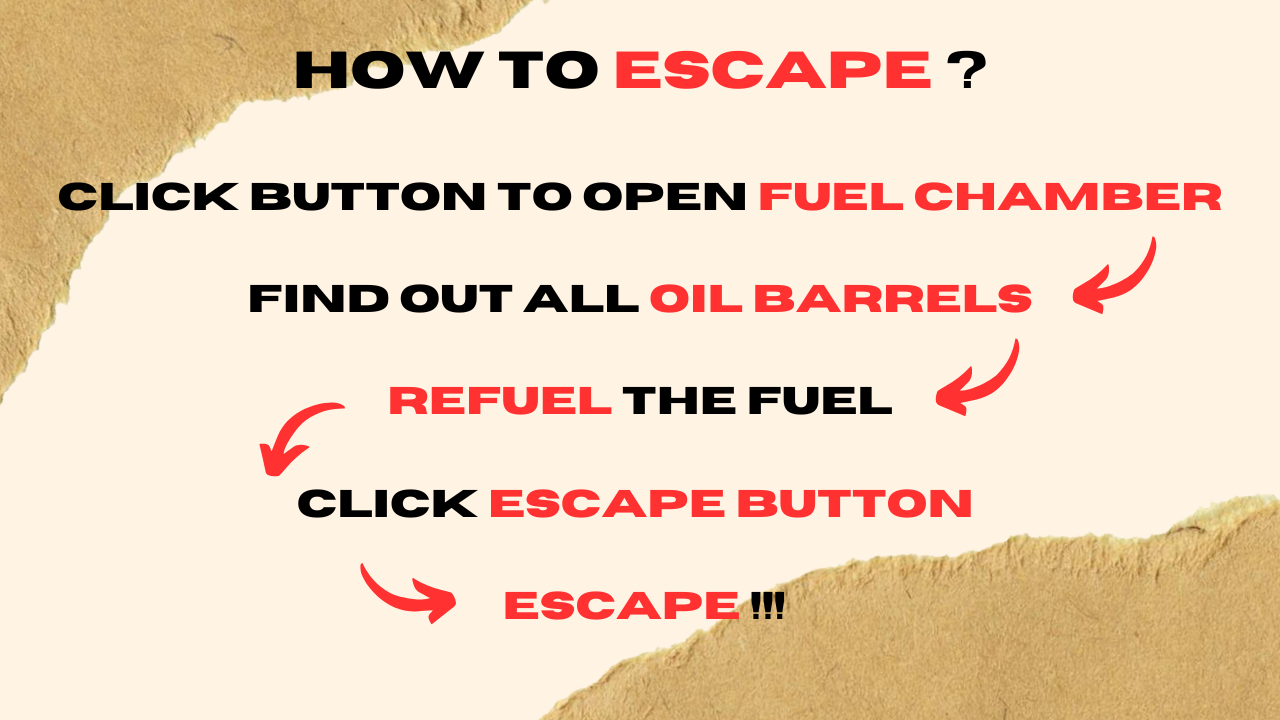 HOW TO ESCAPE ?
CLICK BUTTON TO OPEN FUEL CHAMBER
FIND OUT ALL OIL BARRELS
REFUEL THE FUEL
CLICK ESCAPE BUTTON
ESCAPE !!!